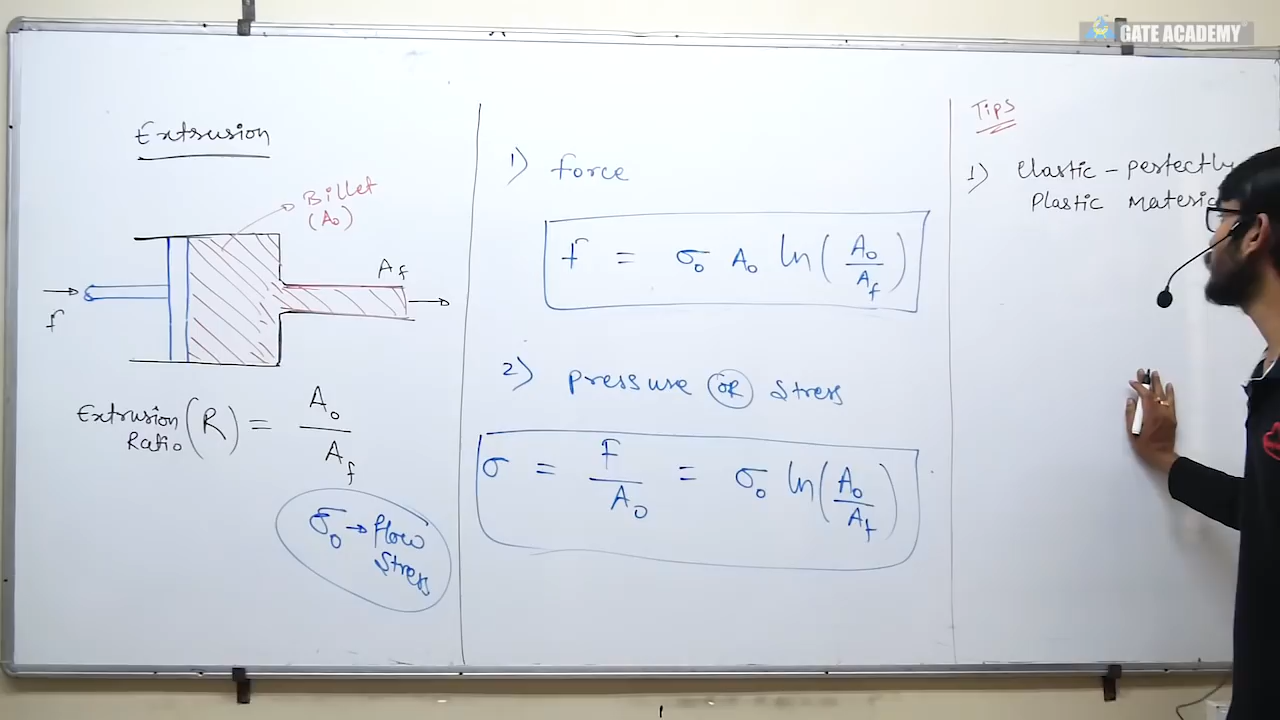 GATE ACADEMY
Extrusion
Billet
(A₀)
A_f
F
Extrusion Ratio (R) = A₀ / A_f
σ₀ → flow
stress
1) force
F = σ₀ A₀ ln(A₀/A_f)
2) pressure OR stress
σ = F/A₀ = σ₀ ln(A₀/A_f)
Tips
1) Elastic - perfectly
Plastic